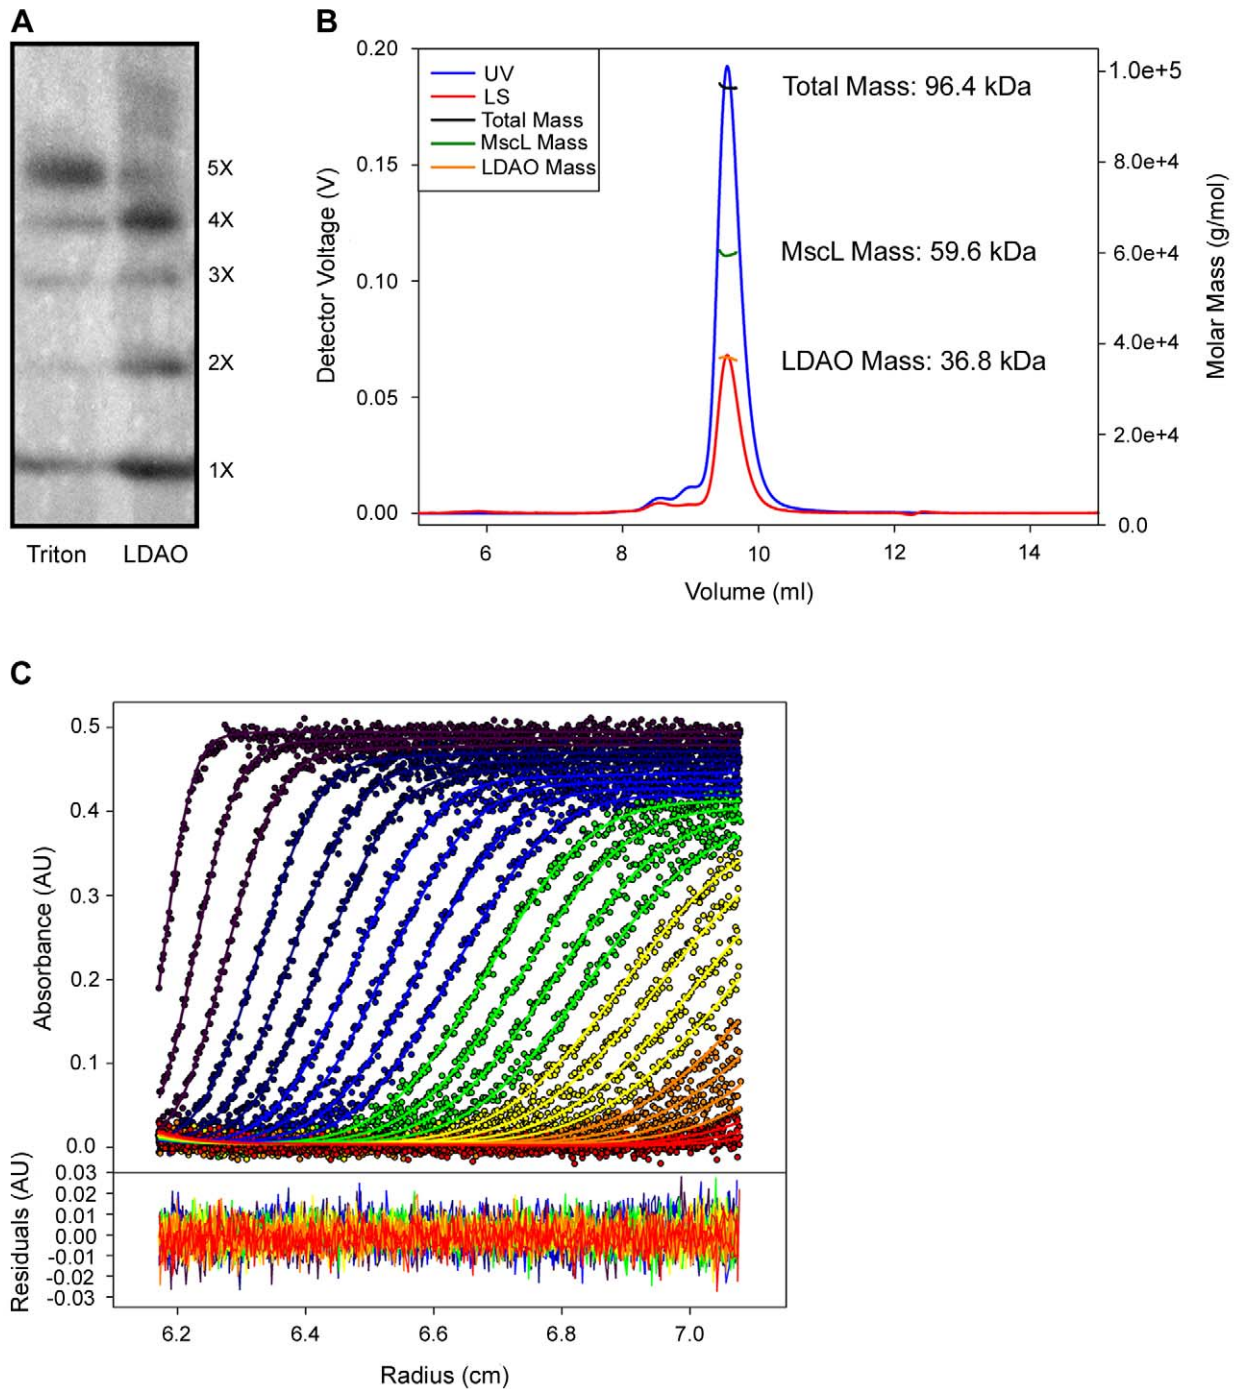 A
5X
4X
3X
2X
1X
Triton LDAO
B
UV
LS
Total Mass
MscL Mass
LDAO Mass
Total Mass: 96.4 kDa
MscL Mass: 59.6 kDa
LDAO Mass: 36.8 kDa
Detector Voltage (V)
0.20
0.15
0.10
0.05
0.00
Molar Mass (g/mol)
1.0e+5
8.0e+4
6.0e+4
4.0e+4
2.0e+4
0.0
6 8 10 12 14
Volume (ml)
C
Absorbance (AU)
0.5
0.4
0.3
0.2
0.1
0.0
Residuals (AU)
0.03
0.02
0.01
0.00
-0.01
-0.02
-0.03
6.2 6.4 6.6 6.8 7.0
Radius (cm)